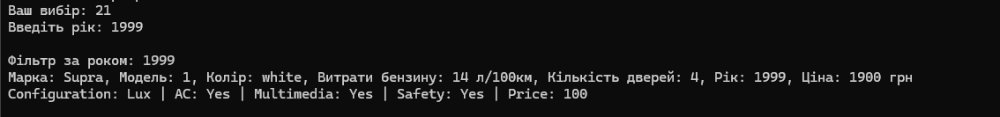 Ваш вибір: 21
Введіть рік: 1999
Фільтр за роком: 1999
Марка: Supra, Модель: 1, Колір: white, Витрати бензину: 14 л/100км, Кількість дверей: 4, Рік: 1999, Ціна: 1900 грн
Configuration: Lux | AC: Yes | Multimedia: Yes | Safety: Yes | Price: 100